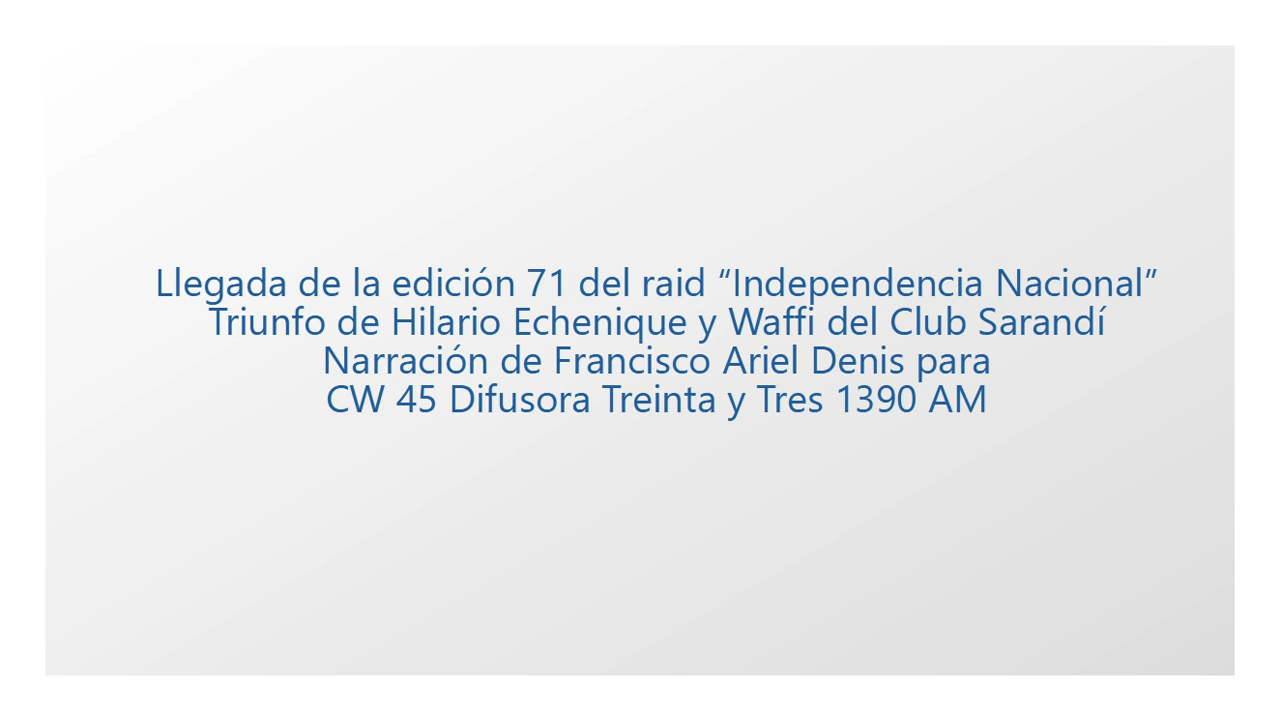 Llegada de la edición 71 del raid “Independencia Nacional”
Triunfo de Hilario Echenique y Waffi del Club Sarandí
Narración de Francisco Ariel Denis para
CW 45 Difusora Treinta y Tres 1390 AM